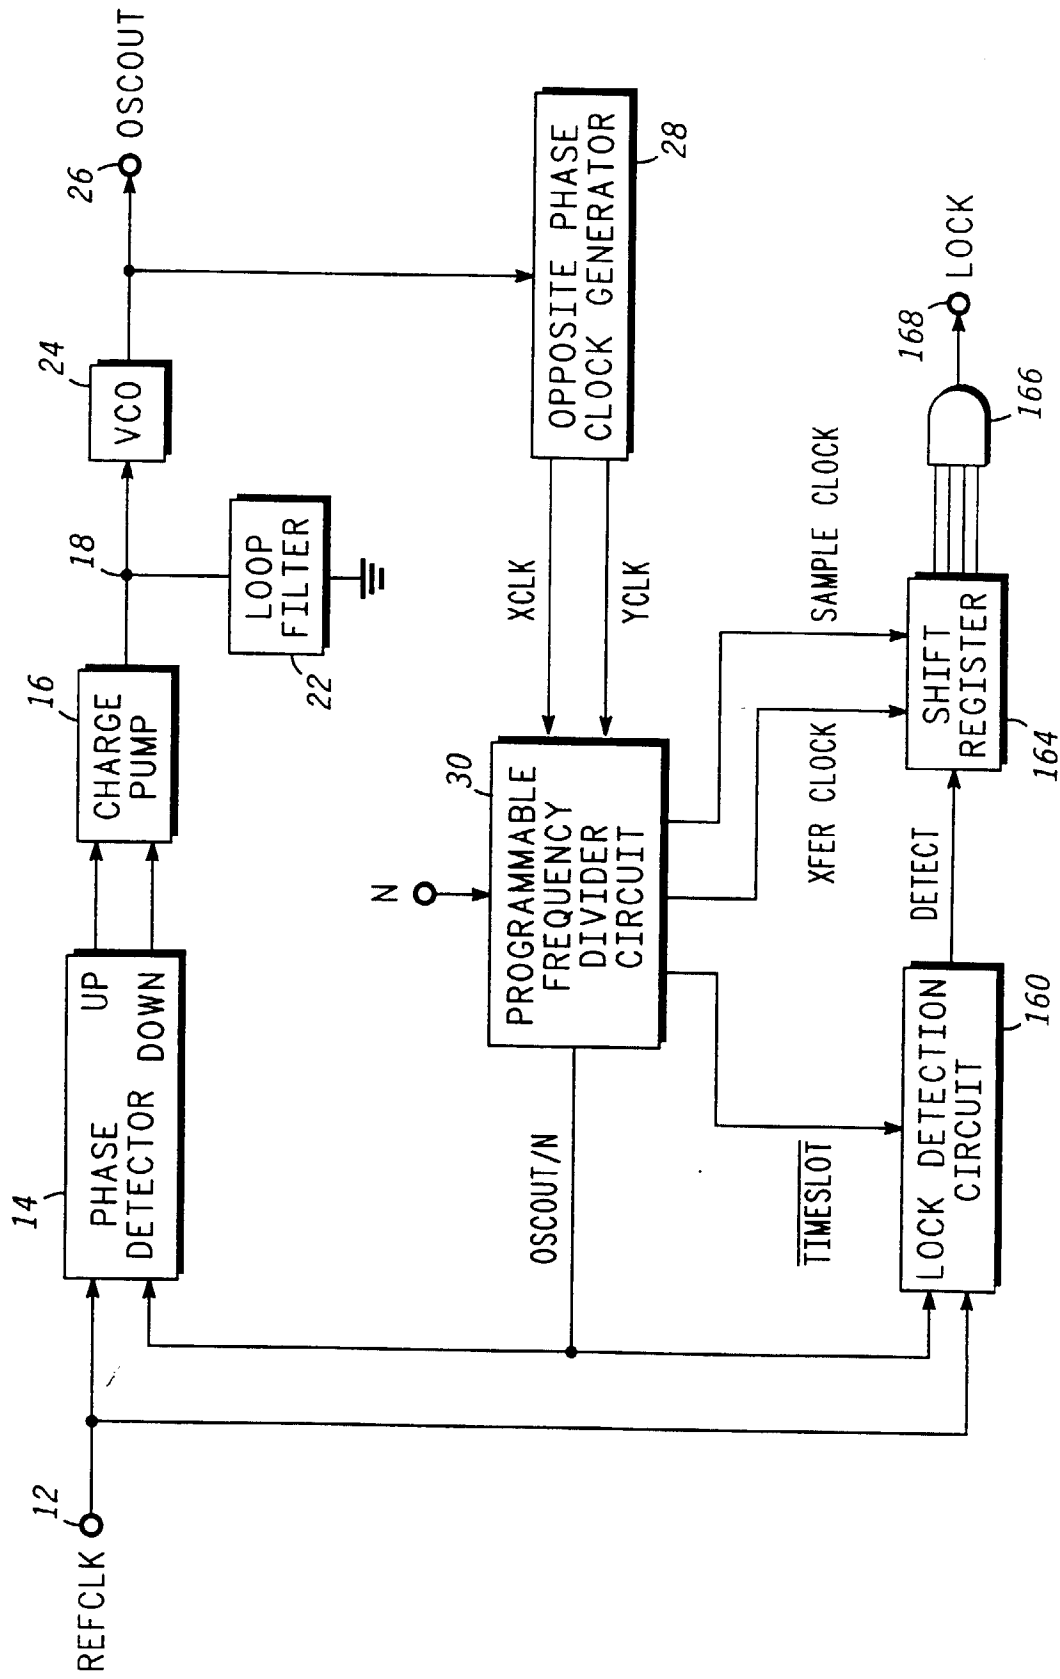 REFCLK
12
14
PHASE
DETECTOR
UP
DOWN
16
CHARGE
PUMP
18
22
LOOP
FILTER
24
VCO
26
OSCOUT
OPPOSITE PHASE
CLOCK GENERATOR
28
XCLK
YCLK
N
30
PROGRAMMABLE
FREQUENCY
DIVIDER
CIRCUIT
OSCOUT/N
TIMESLOT
XFER CLOCK
SAMPLE CLOCK
LOCK DETECTION
CIRCUIT
160
DETECT
SHIFT
REGISTER
164
166
168
LOCK